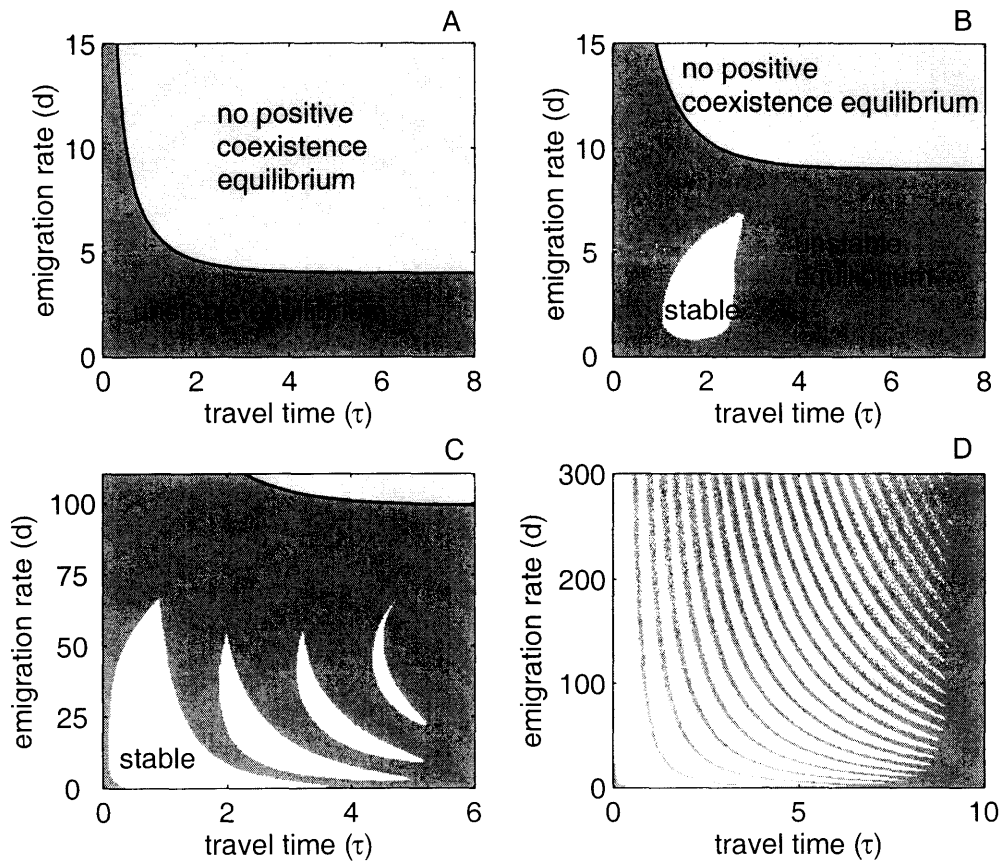 A
15
10
5
0
emigration rate (d)
no positive
coexistence
equilibrium
unstable equilibrium
0 2 4 6 8
travel time (τ)
B
15
10
5
0
emigration rate (d)
no positive
coexistence equilibrium
unstable
equilibrium
stable
0 2 4 6 8
travel time (τ)
C
100
75
50
25
0
emigration rate (d)
stable
0 2 4 6
travel time (τ)
D
300
200
100
0
emigration rate (d)
0 5 10
travel time (τ)